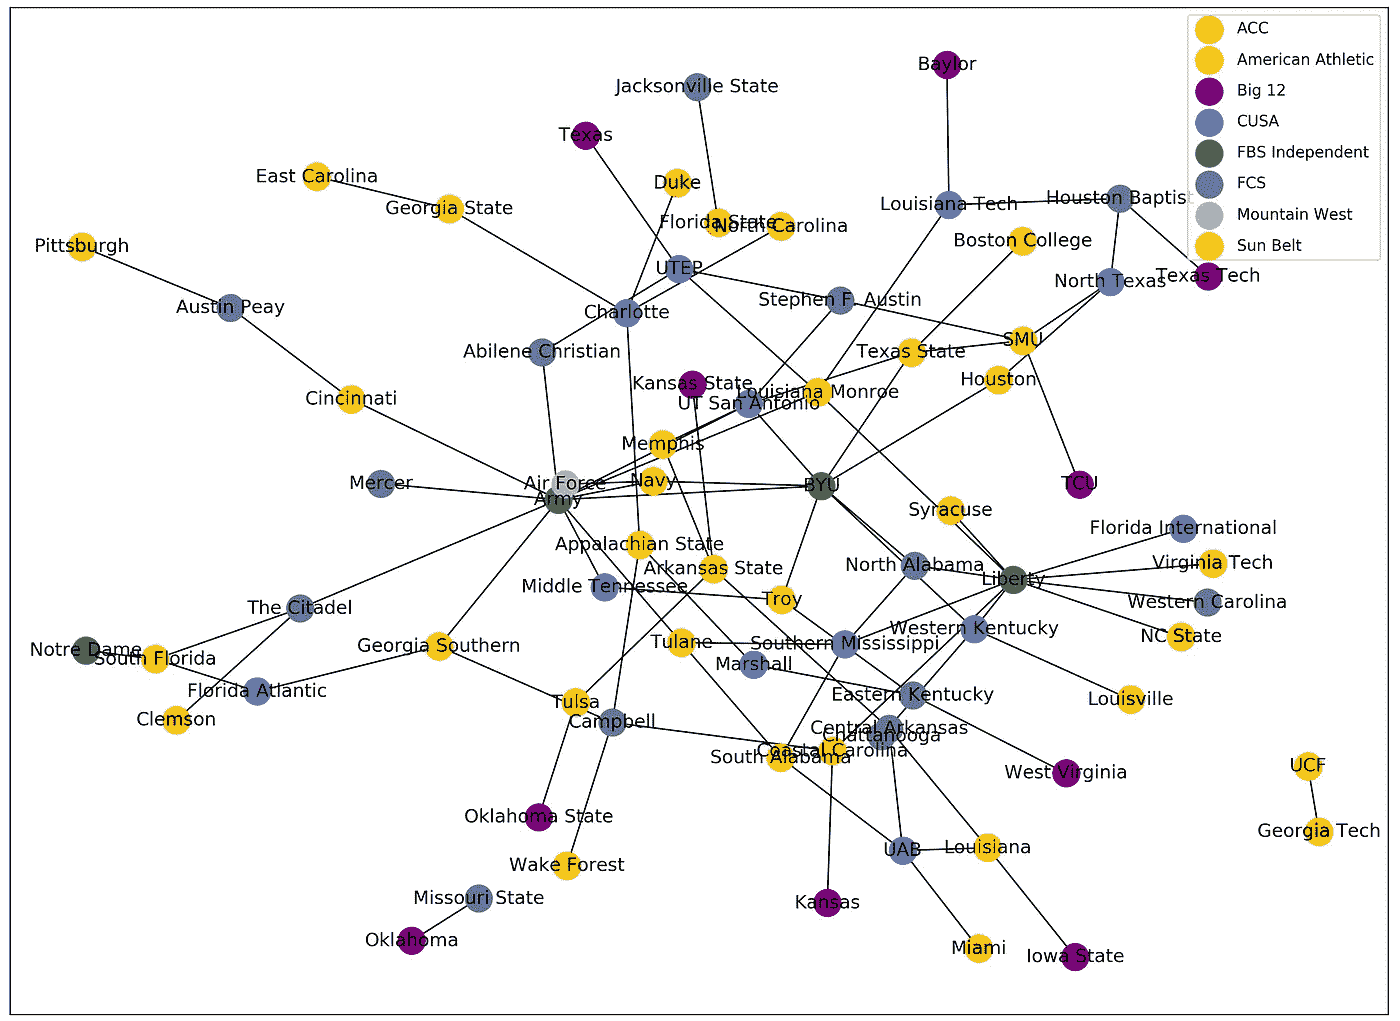 ACC
American Athletic
Big 12
CUSA
FBS Independent
FCS
Mountain West
Sun Belt
Baylor
Jacksonville State
Texas
East Carolina
Duke
Georgia State
Louisiana Tech
Houston Baptist
Florida State
North Carolina
Boston College
Pittsburgh
UTEP
North Texas
Texas Tech
Austin Peay
Charlotte
Stephen F. Austin
Abilene Christian
Texas State
SMU
Kansas State
Houston
Louisiana Monroe
UT San Antonio
Cincinnati
Memphis
Mercer
Air Force
Navy
BYU
TCU
Army
Syracuse
Florida International
Appalachian State
Arkansas State
North Alabama
Virginia Tech
Liberty
Middle Tennessee
Troy
Western Carolina
The Citadel
Western Kentucky
NC State
Notre Dame
South Florida
Georgia Southern
Tulane
Southern Mississippi
Marshall
Florida Atlantic
Eastern Kentucky
Louisville
Clemson
Tulsa
Campbell
Central Arkansas
Chattanooga
Coastal Carolina
South Alabama
West Virginia
UCF
Oklahoma State
Georgia Tech
Wake Forest
UAB
Louisiana
Missouri State
Kansas
Oklahoma
Miami
Iowa State